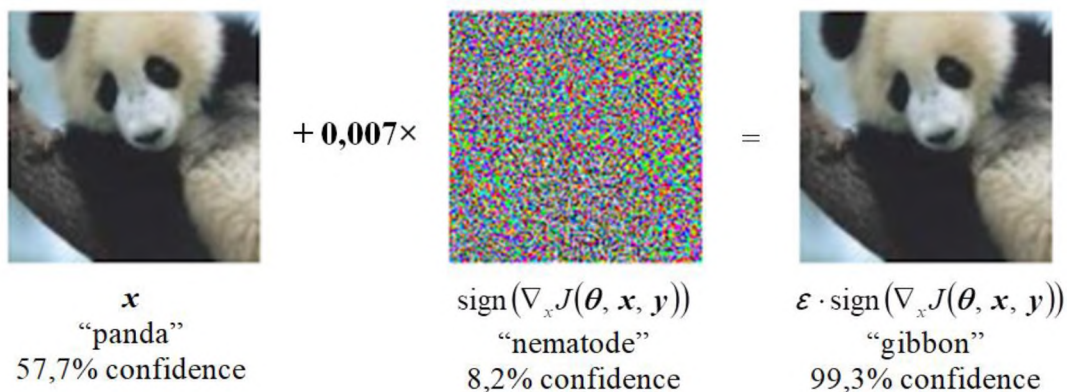 + 0,007×
=
x
“panda”
57,7% confidence
sign(∇ₓJ(θ, x, y))
“nematode”
8,2% confidence
ε · sign(∇ₓJ(θ, x, y))
“gibbon”
99,3% confidence